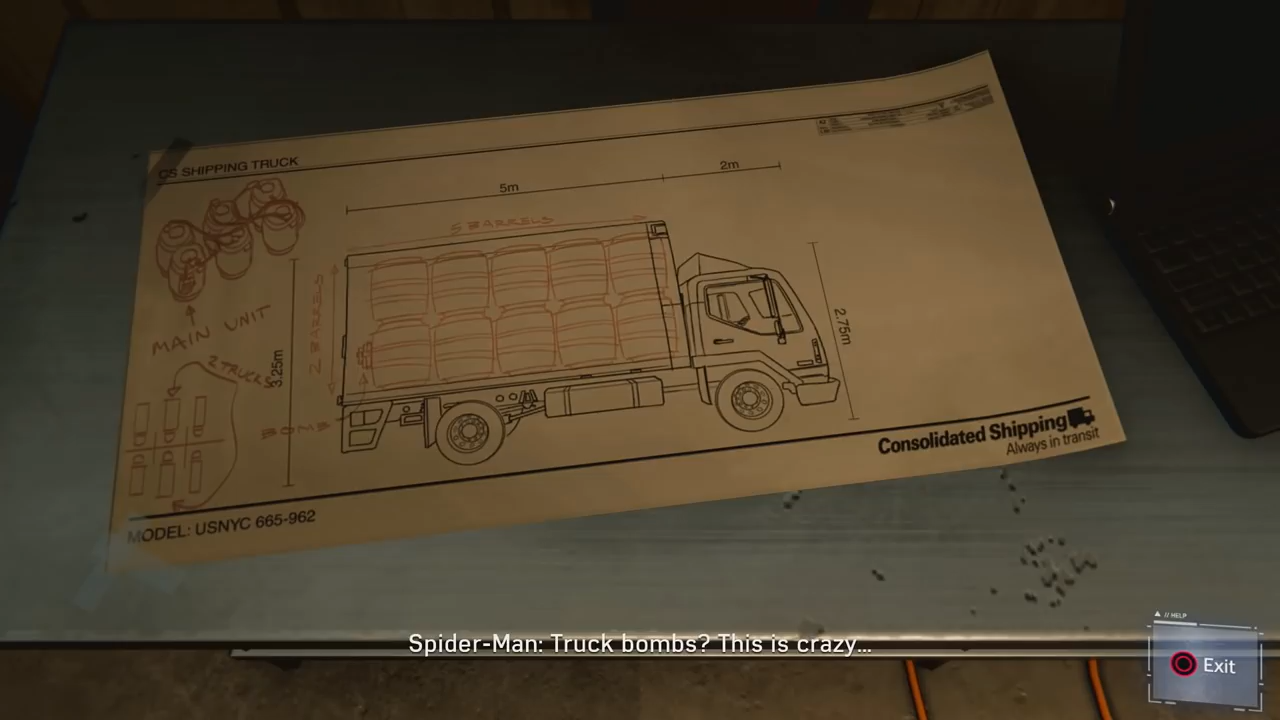 CS SHIPPING TRUCK
5m
2m
5 BARRELS
2 BARRELS
MAIN UNIT
2 TRUCKS
3.25m
2.75m
BOMB
Consolidated Shipping
Always in transit
MODEL: USNYC 665-962
Spider-Man: Truck bombs? This is crazy...
// HELP
Exit